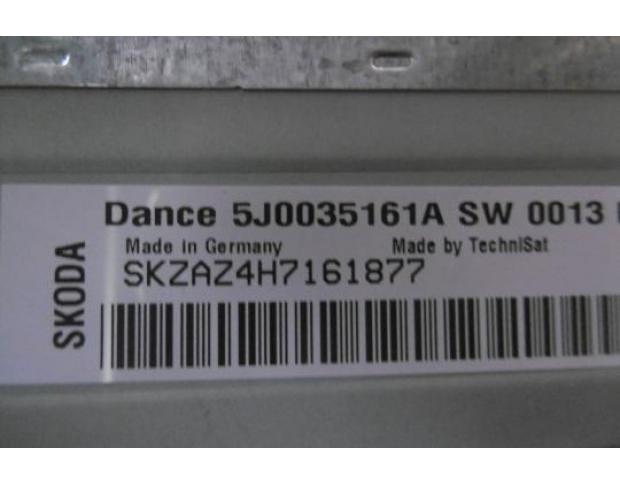 SKODA
Dance 5J0035161A SW 0013
Made in Germany Made by TechniSat
SKZAZ4H7161877